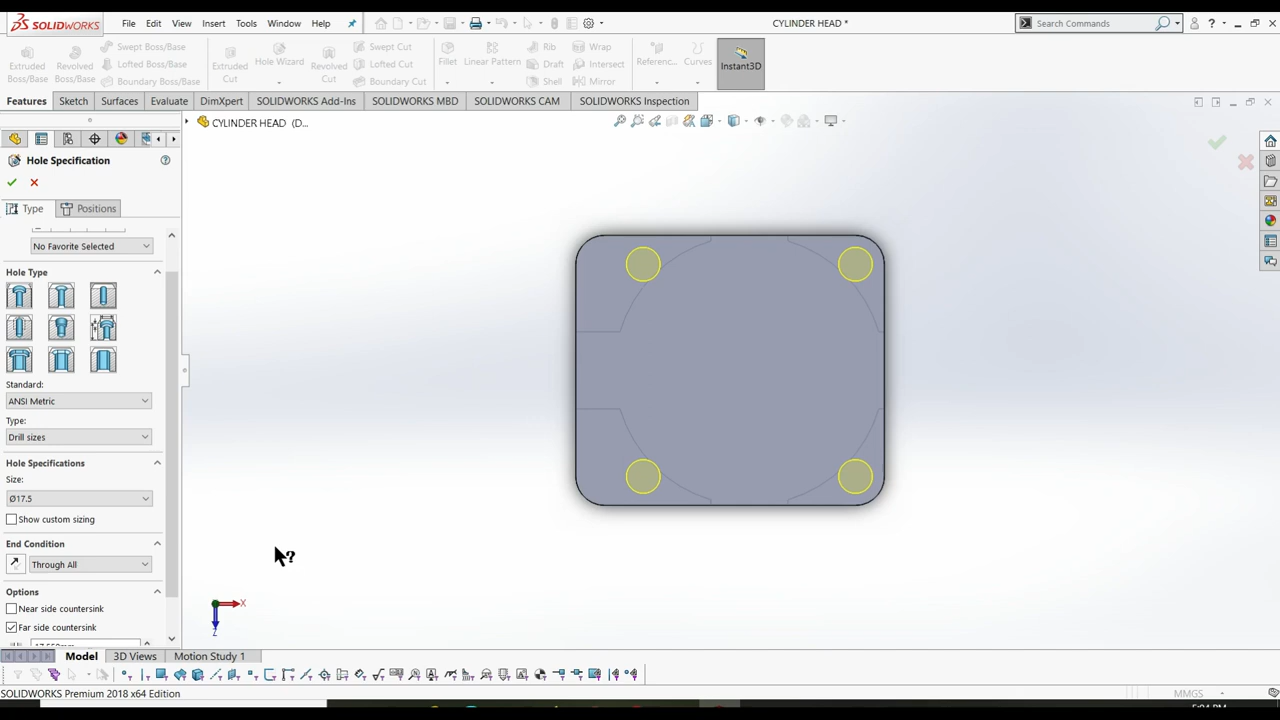 SOLIDWORKS File Edit View Insert Tools Window Help CYLINDER HEAD * Search Commands
Extruded Boss/Base
Revolved Boss/Base
Swept Boss/Base
Lofted Boss/Base
Boundary Boss/Base
Extruded Cut
Hole Wizard
Revolved Cut
Swept Cut
Lofted Cut
Boundary Cut
Fillet
Linear Pattern
Rib
Draft
Shell
Wrap
Intersect
Mirror
Referenc...
Curves
Instant3D
Features Sketch Surfaces Evaluate DimXpert SOLIDWORKS Add-Ins SOLIDWORKS MBD SOLIDWORKS CAM SOLIDWORKS Inspection
CYLINDER HEAD (D...
Hole Specification
Type Positions
No Favorite Selected
Hole Type
Standard:
ANSI Metric
Type:
Drill sizes
Hole Specifications
Size:
Ø17.5
Show custom sizing
End Condition
Through All
Options
Near side countersink
Far side countersink
X
Z
Model 3D Views Motion Study 1
SOLIDWORKS Premium 2018 x64 Edition MMGS